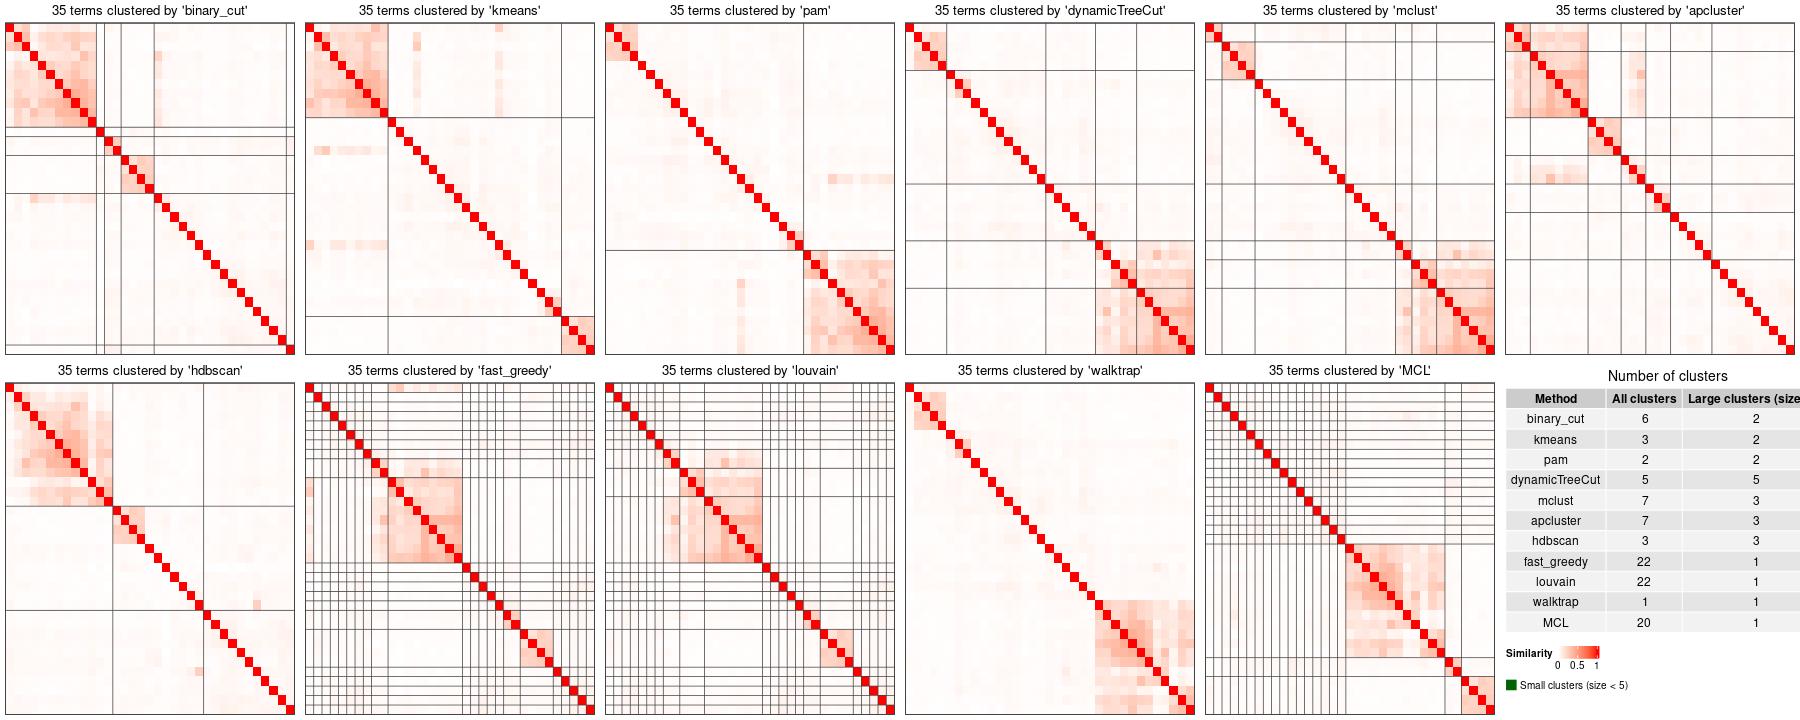 35 terms clustered by 'binary_cut'
35 terms clustered by 'kmeans'
35 terms clustered by 'pam'
35 terms clustered by 'dynamicTreeCut'
35 terms clustered by 'mclust'
35 terms clustered by 'apcluster'
35 terms clustered by 'hdbscan'
35 terms clustered by 'fast_greedy'
35 terms clustered by 'louvain'
35 terms clustered by 'walktrap'
35 terms clustered by 'MCL'
Number of clusters
Method All clusters Large clusters (size
binary_cut 6 2
kmeans 3 2
pam 2 2
dynamicTreeCut 5 5
mclust 7 3
apcluster 7 3
hdbscan 3 3
fast_greedy 22 1
louvain 22 1
walktrap 1 1
MCL 20 1
Similarity
0 0.5 1
Small clusters (size < 5)